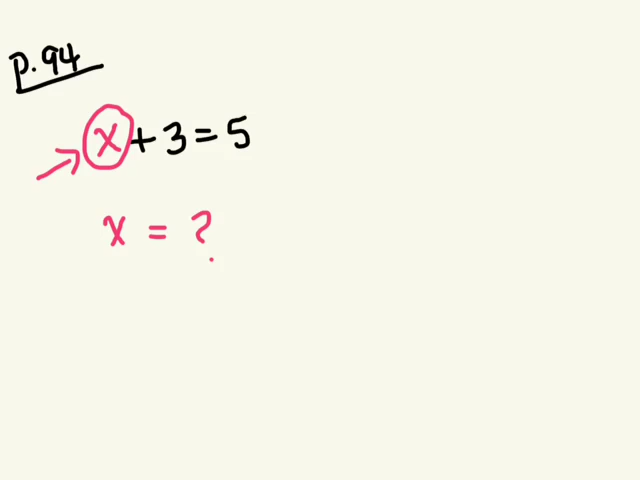 p.94
x + 3 = 5
x = ?